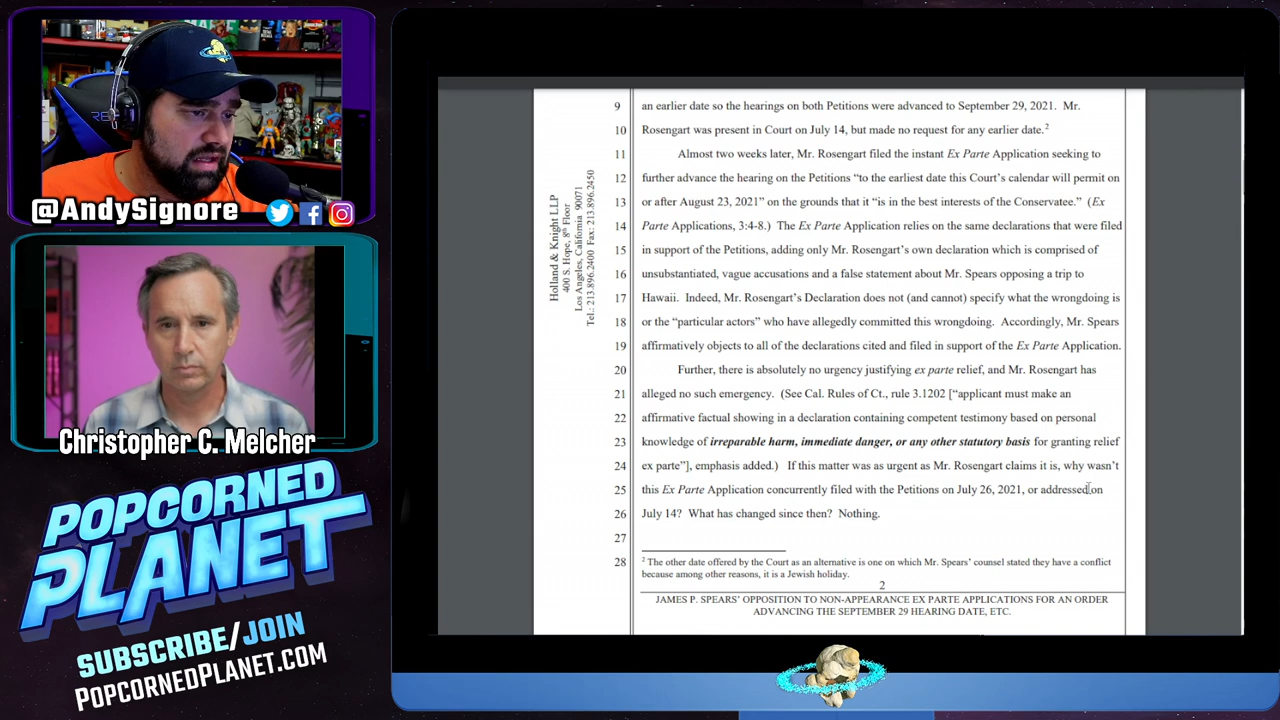 @AndySignore
Christopher C. Melcher
POPCORNED
PLANET
SUBSCRIBE/JOIN
POPCORNEDPLANET.COM
Holland & Knight LLP
400 S. Hope, 8th Floor
Los Angeles, California 90071
Tel.: 213.896.2400 Fax: 213.896.2450
9 an earlier date so the hearings on both Petitions were advanced to September 29, 2021. Mr.
10 Rosengart was present in Court on July 14, but made no request for any earlier date.2
11 Almost two weeks later, Mr. Rosengart filed the instant Ex Parte Application seeking to
12 further advance the hearing on the Petitions “to the earliest date this Court’s calendar will permit on
13 or after August 23, 2021” on the grounds that it “is in the best interests of the Conservatee.” (Ex
14 Parte Applications, 3:4-8.) The Ex Parte Application relies on the same declarations that were filed
15 in support of the Petitions, adding only Mr. Rosengart’s own declaration which is comprised of
16 unsubstantiated, vague accusations and a false statement about Mr. Spears opposing a trip to
17 Hawaii. Indeed, Mr. Rosengart’s Declaration does not (and cannot) specify what the wrongdoing is
18 or the “particular actors” who have allegedly committed this wrongdoing. Accordingly, Mr. Spears
19 affirmatively objects to all of the declarations cited and filed in support of the Ex Parte Application.
20 Further, there is absolutely no urgency justifying ex parte relief, and Mr. Rosengart has
21 alleged no such emergency. (See Cal. Rules of Ct., rule 3.1202 [“applicant must make an
22 affirmative factual showing in a declaration containing competent testimony based on personal
23 knowledge of irreparable harm, immediate danger, or any other statutory basis for granting relief
24 ex parte”], emphasis added.) If this matter was as urgent as Mr. Rosengart claims it is, why wasn’t
25 this Ex Parte Application concurrently filed with the Petitions on July 26, 2021, or addressed on
26 July 14? What has changed since then? Nothing.
27
28 2 The other date offered by the Court as an alternative is one on which Mr. Spears’ counsel stated they have a conflict
because among other reasons, it is a Jewish holiday.
2
JAMES P. SPEARS’ OPPOSITION TO NON-APPEARANCE EX PARTE APPLICATIONS FOR AN ORDER
ADVANCING THE SEPTEMBER 29 HEARING DATE, ETC.